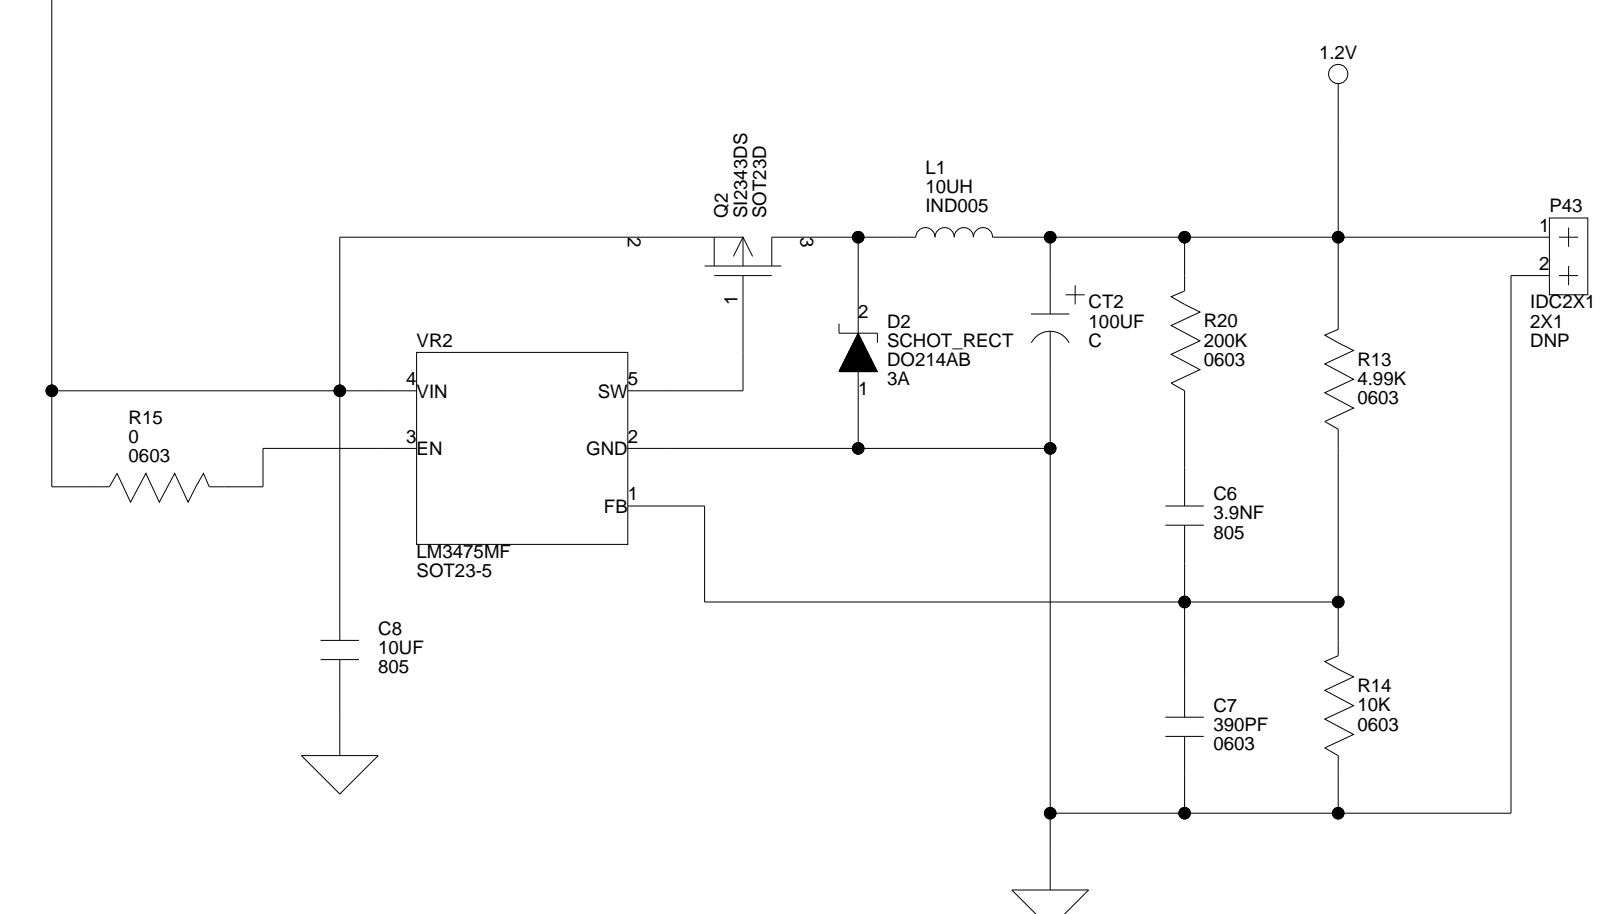 1.2V
Q2
SI2343DS
SOT23D
L1
10UH
IND005
P43
1
2
IDC2X1
2X1
DNP
2
3
1
2
D2
SCHOT_RECT
DO214AB
3A
1
+
CT2
100UF
C
R20
200K
0603
R13
4.99K
0603
VR2
4
VIN
3
EN
SW
5
GND
2
FB
1
LM3475MF
SOT23-5
R15
0
0603
C6
3.9NF
805
C8
10UF
805
C7
390PF
0603
R14
10K
0603